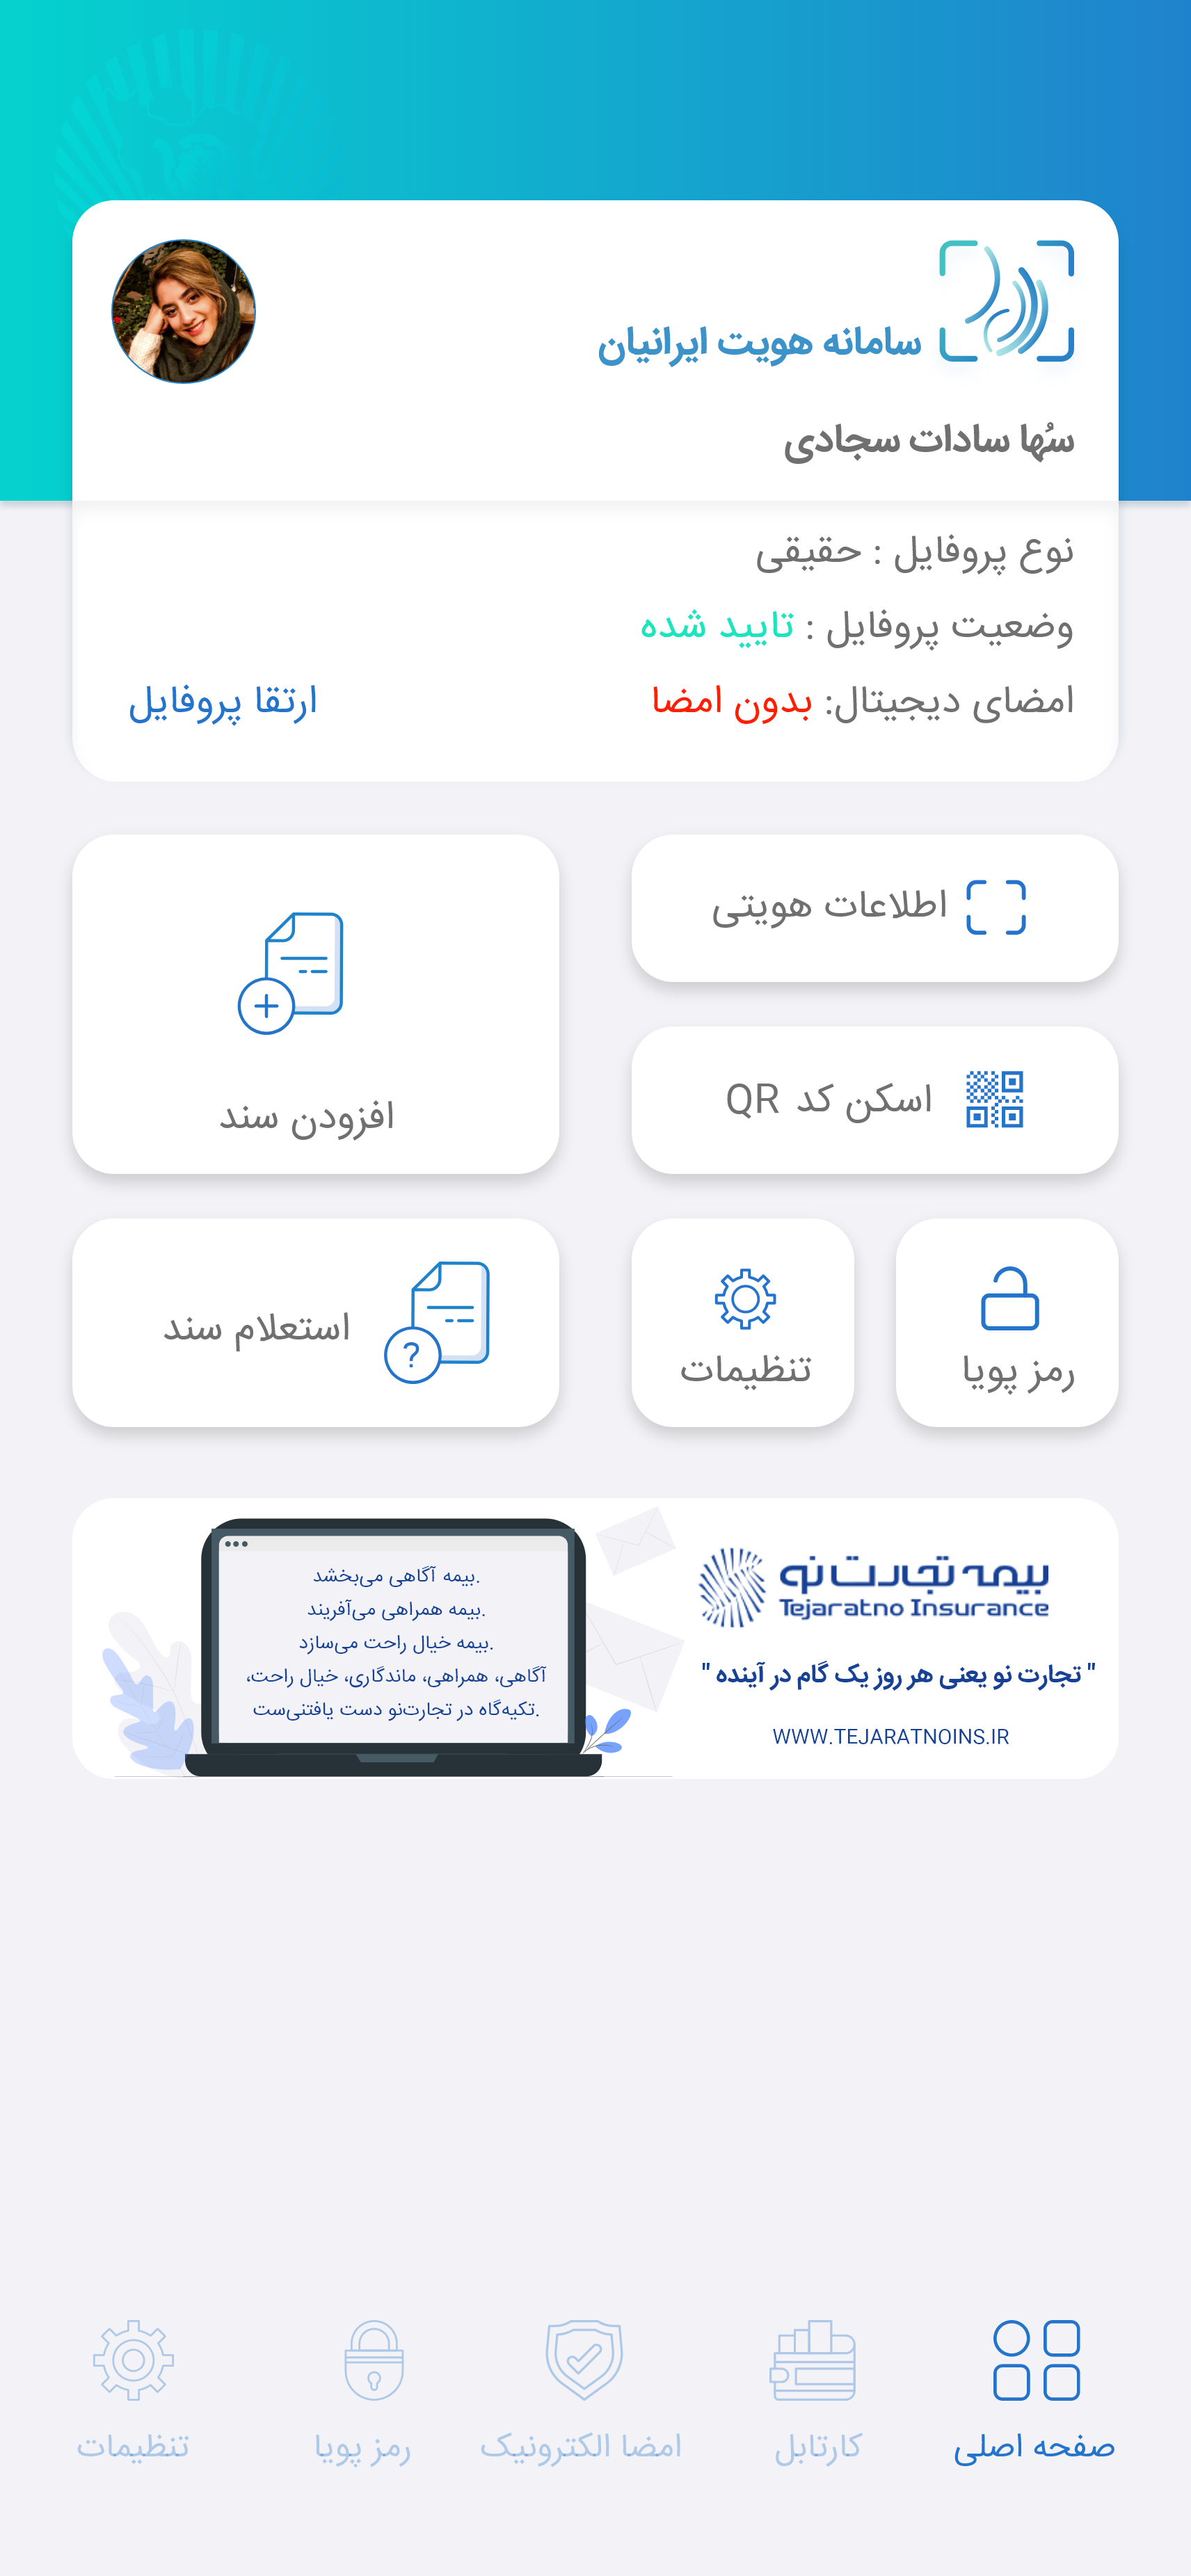 سامانه هویت ایرانیان
سُها سادات سجادی
نوع پروفایل : حقیقی
وضعیت پروفایل : تایید شده
امضای دیجیتال: بدون امضا
ارتقا پروفایل
اطلاعات هویتی
افزودن سند
اسکن کد QR
رمز پویا
تنظیمات
استعلام سند
?
بیمه تجارت نو
Tejaratno Insurance
" تجارت نو یعنی هر روز یک گام در آینده "
WWW.TEJARATNOINS.IR
.بیمه آگاهی می‌بخشد
.بیمه همراهی می‌آفریند
.بیمه خیال راحت می‌سازد
آگاهی، همراهی، ماندگاری، خیال راحت،
.تکیه‌گاه در تجارت‌نو دست یافتنی‌ست
صفحه اصلی
کارتابل
امضا الکترونیک
رمز پویا
تنظیمات